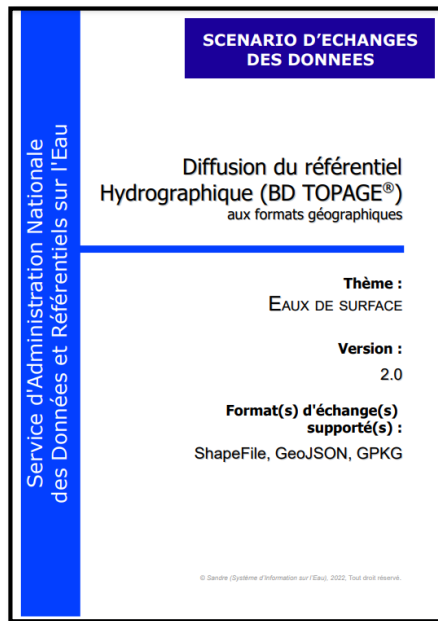 SCENARIO D'ECHANGES
DES DONNEES
Service d'Administration Nationale
des Données et Référentiels sur l'Eau
Diffusion du référentiel
Hydrographique (BD TOPAGE®)
aux formats géographiques
Thème :
EAUX DE SURFACE
Version :
2.0
Format(s) d'échange(s)
supporté(s) :
ShapeFile, GeoJSON, GPKG
© Sandre (Système d'Information sur l'Eau), 2022, Tout droit réservé.